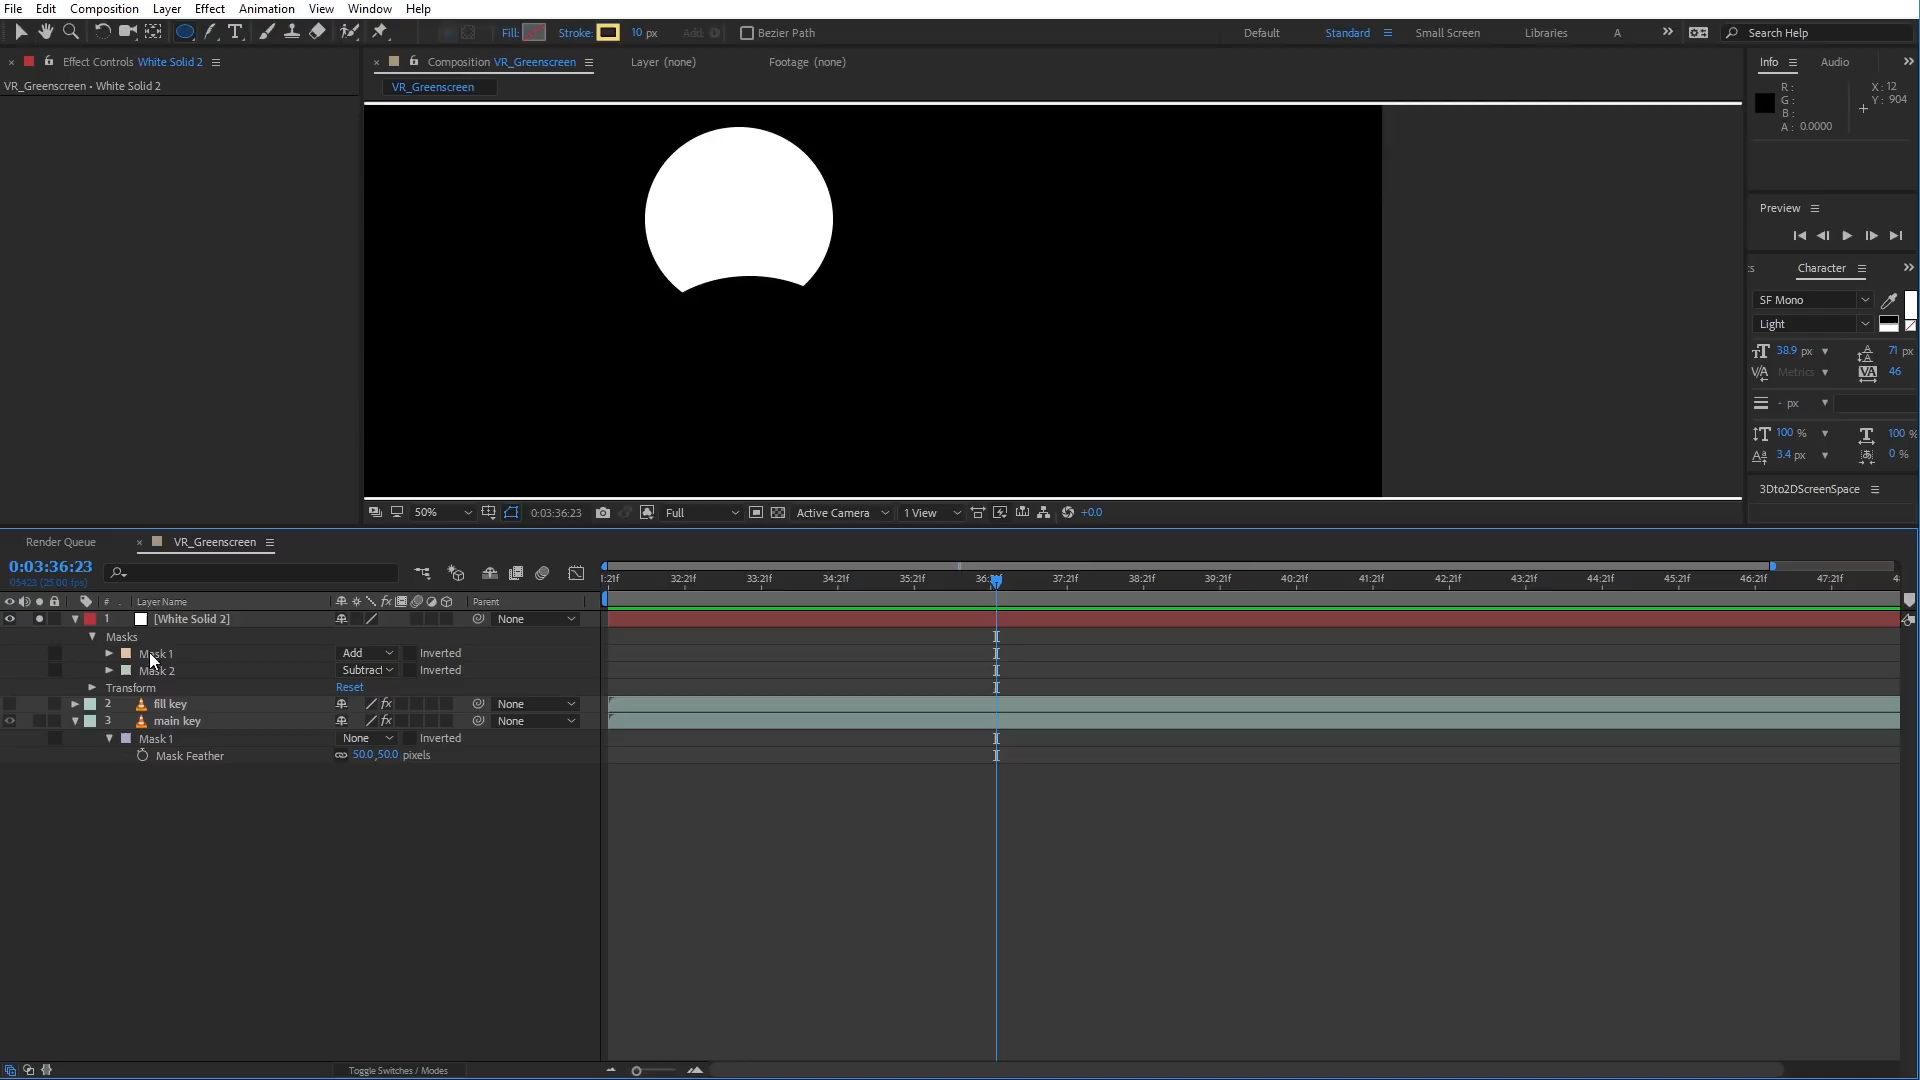 File Edit Composition Layer Effect Animation View Window Help
Fill: Stroke: 10 px Add: Bezier Path Default Standard Small Screen Libraries A Search Help
Effect Controls White Solid 2
VR_Greenscreen • White Solid 2
Composition VR_Greenscreen Layer (none) Footage (none)
VR_Greenscreen
Info Audio
R: X: 12
G: Y: 904
B:
A: 0.0000
Preview
Character
SF Mono
Light
38.9 px 71 px
Metrics 46
- px
100 % 100 %
3.4 px 0 %
3Dto2DScreenSpace
50% 0:03:36:23 Full Active Camera 1 View +0.0
Render Queue VR_Greenscreen
0:03:36:23
05423 (25.00 fps)
1:21f 32:21f 33:21f 34:21f 35:21f 36:21f 37:21f 38:21f 39:21f 40:21f 41:21f 42:21f 43:21f 44:21f 45:21f 46:21f 47:21f
# Layer Name Parent
1 [White Solid 2] None
Masks
Mask 1 Add Inverted
Mask 2 Subtract Inverted
Transform Reset
2 fill key None
3 main key None
Mask 1 None Inverted
Mask Feather 50.0,50.0 pixels
Toggle Switches / Modes